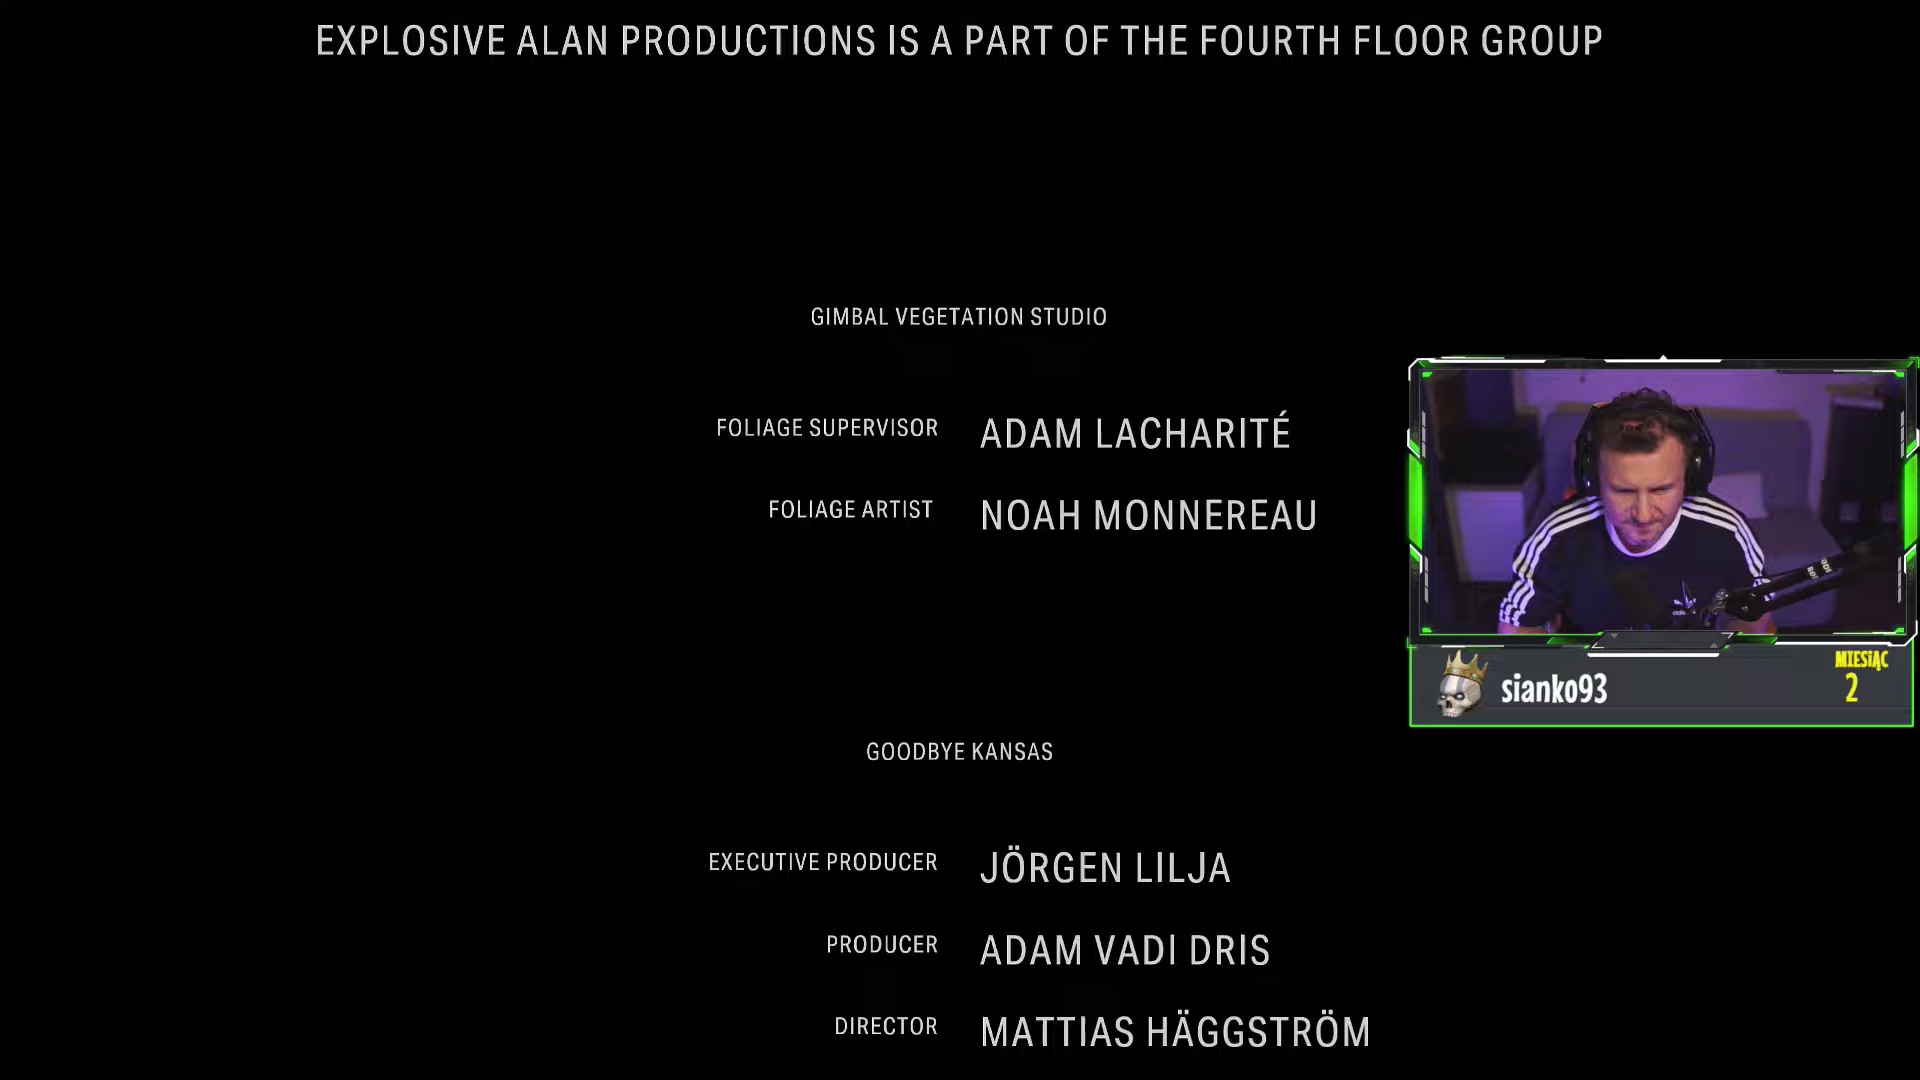 EXPLOSIVE ALAN PRODUCTIONS IS A PART OF THE FOURTH FLOOR GROUP
GIMBAL VEGETATION STUDIO
FOLIAGE SUPERVISOR ADAM LACHARITÉ
FOLIAGE ARTIST NOAH MONNEREAU
GOODBYE KANSAS
EXECUTIVE PRODUCER JÖRGEN LILJA
PRODUCER ADAM VADI DRIS
DIRECTOR MATTIAS HÄGGSTRÖM
sianko93
MIESIĄC
2